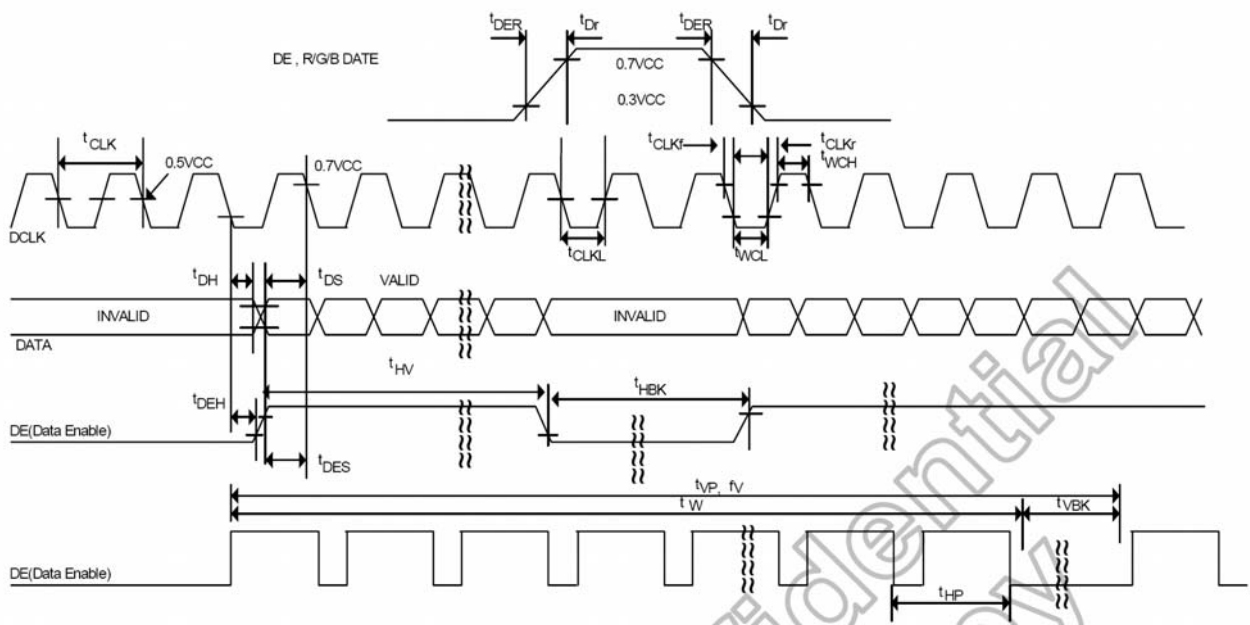 tDER tDr tDER tDr
DE , R/G/B DATE
0.7VCC
0.3VCC
tCLK
0.5VCC
0.7VCC
tCLKf
tCLKr
tWCH
DCLK
tCLKL
tWCL
tDH
tDS
VALID
INVALID
INVALID
DATA
tHV
tDEH
tHBK
DE(Data Enable)
tDES
tVP, fV
tW
tVBK
DE(Data Enable)
tHP